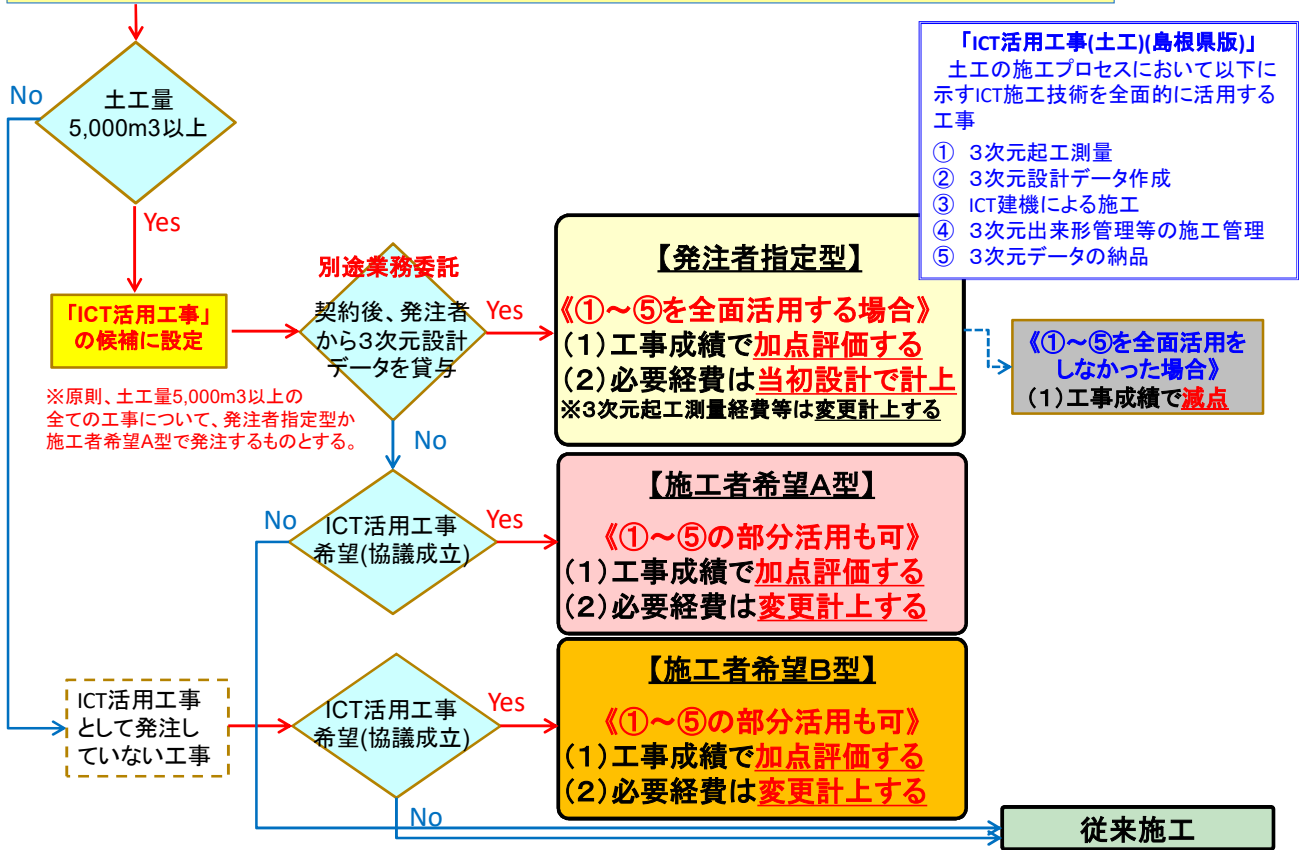 「ICT活用工事(土工)(島根県版)」
土工の施工プロセスにおいて以下に
示すICT施工技術を全面的に活用する
工事
① 3次元起工測量
② 3次元設計データ作成
③ ICT建機による施工
④ 3次元出来形管理等の施工管理
⑤ 3次元データの納品
No
土工量
5,000m3以上
Yes
「ICT活用工事」
の候補に設定
※原則、土工量5,000m3以上の
全ての工事について、発注者指定型か
施工者希望A型で発注するものとする。
別途業務委託
契約後、発注者
から3次元設計
データを貸与
Yes
No
【発注者指定型】
《①～⑤を全面活用する場合》
(1)工事成績で加点評価する
(2)必要経費は当初設計で計上
※3次元起工測量経費等は変更計上する
《①～⑤を全面活用を
しなかった場合》
(1)工事成績で減点
No
ICT活用工事
希望(協議成立)
Yes
【施工者希望A型】
《①～⑤の部分活用も可》
(1)工事成績で加点評価する
(2)必要経費は変更計上する
ICT活用工事
として発注し
ていない工事
ICT活用工事
希望(協議成立)
Yes
No
【施工者希望B型】
《①～⑤の部分活用も可》
(1)工事成績で加点評価する
(2)必要経費は変更計上する
従来施工